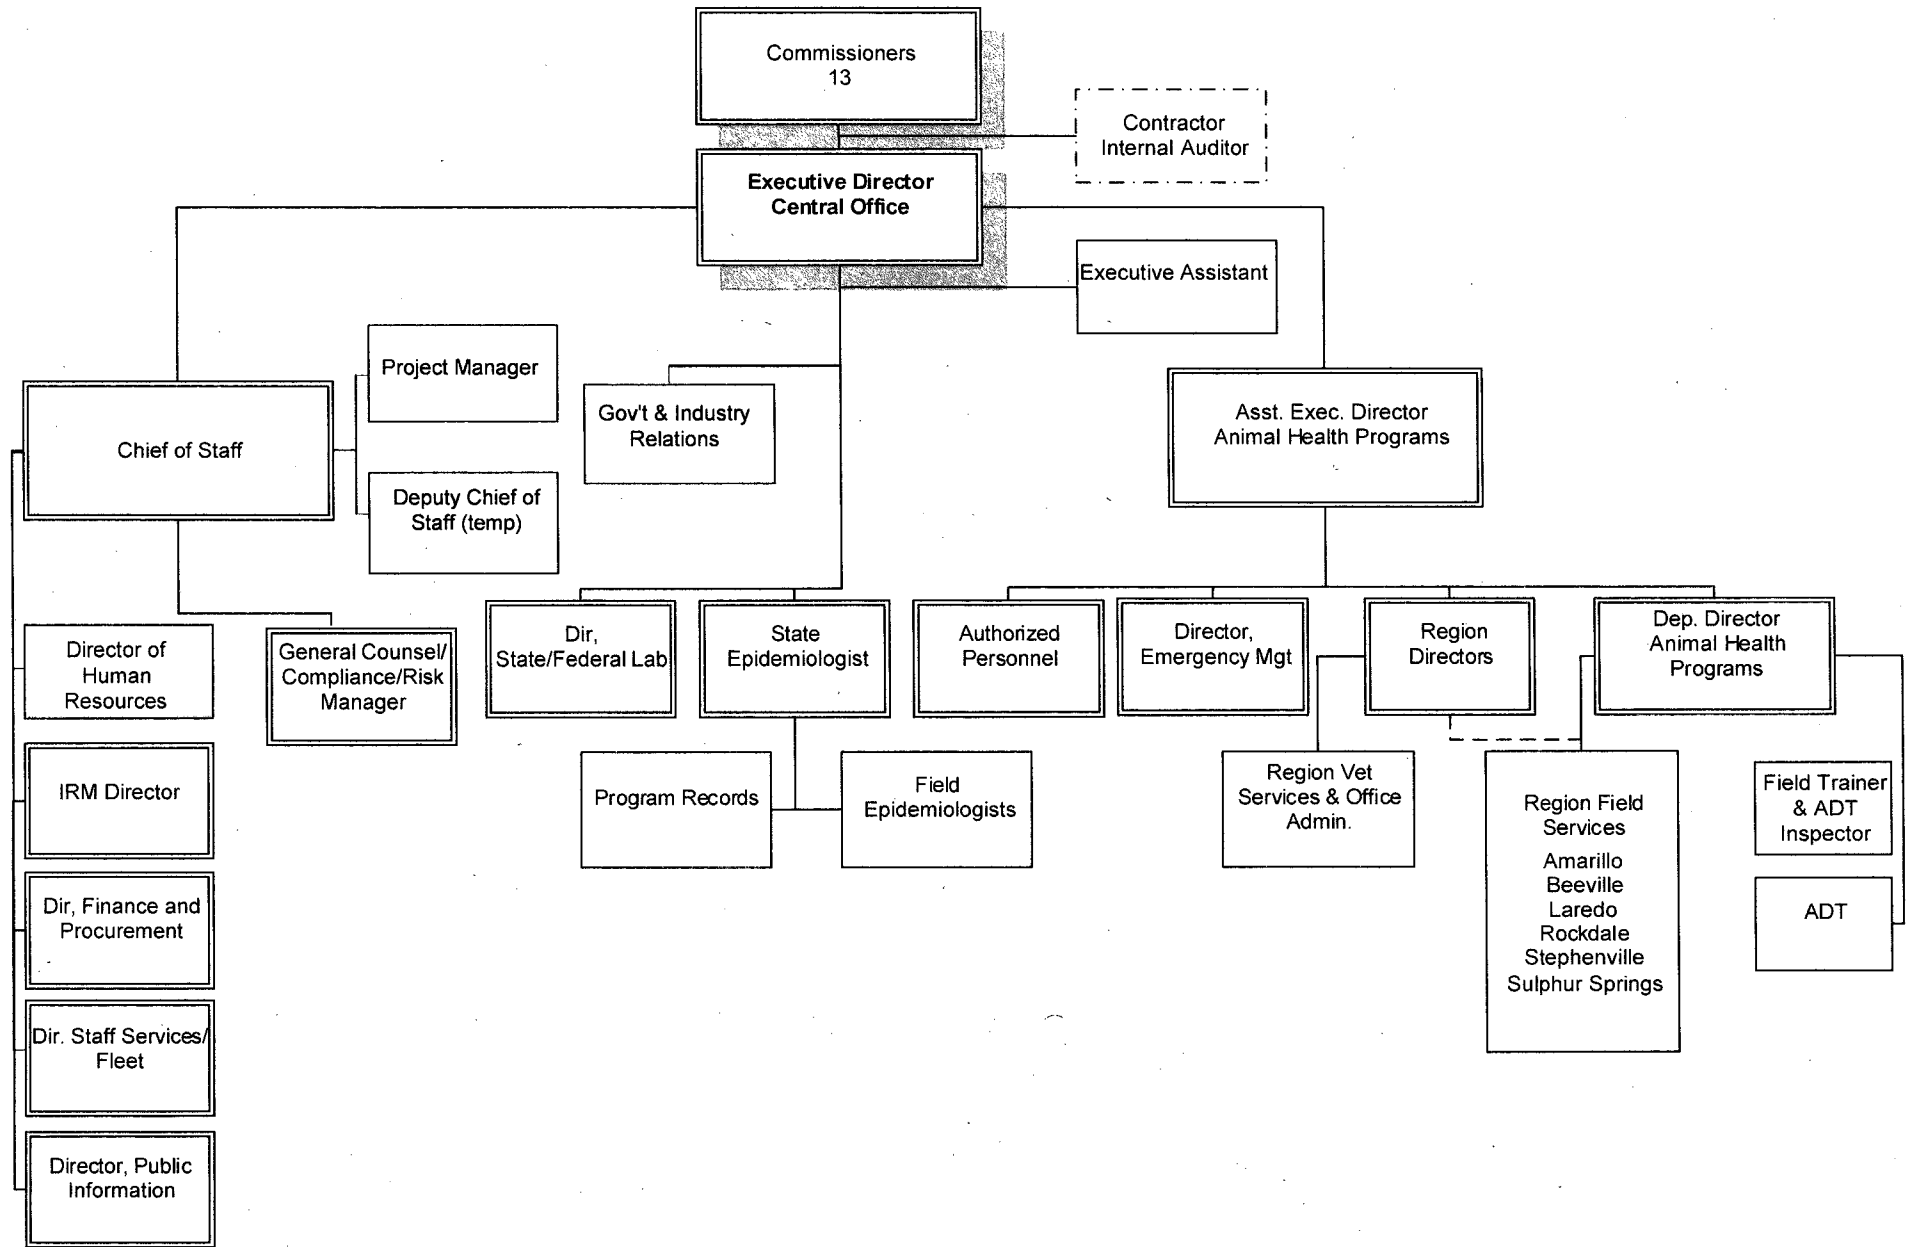 Commissioners
13
Contractor
Internal Auditor
Executive Director
Central Office
Executive Assistant
Project Manager
Chief of Staff
Deputy Chief of
Staff (temp)
Gov't & Industry
Relations
Asst. Exec. Director
Animal Health Programs
Director of
Human
Resources
General Counsel/
Compliance/Risk
Manager
Dir,
State/Federal Lab
State
Epidemiologist
Authorized
Personnel
Director,
Emergency Mgt
Region
Directors
Dep. Director
Animal Health
Programs
IRM Director
Program Records
Field
Epidemiologists
Region Vet
Services & Office
Admin.
Region Field
Services
Amarillo
Beeville
Laredo
Rockdale
Stephenville
Sulphur Springs
Field Trainer
& ADT
Inspector
ADT
Dir, Finance and
Procurement
Dir. Staff Services/
Fleet
Director, Public
Information